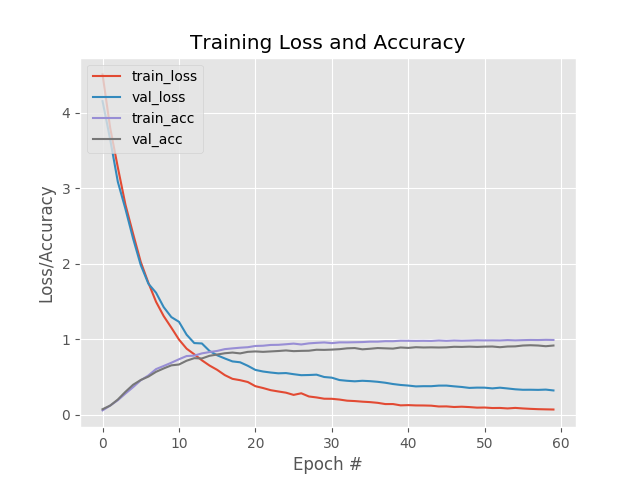 Training Loss and Accuracy
train_loss
val_loss
train_acc
val_acc
Loss/Accuracy
4
3
2
1
0
0 10 20 30 40 50 60
Epoch #